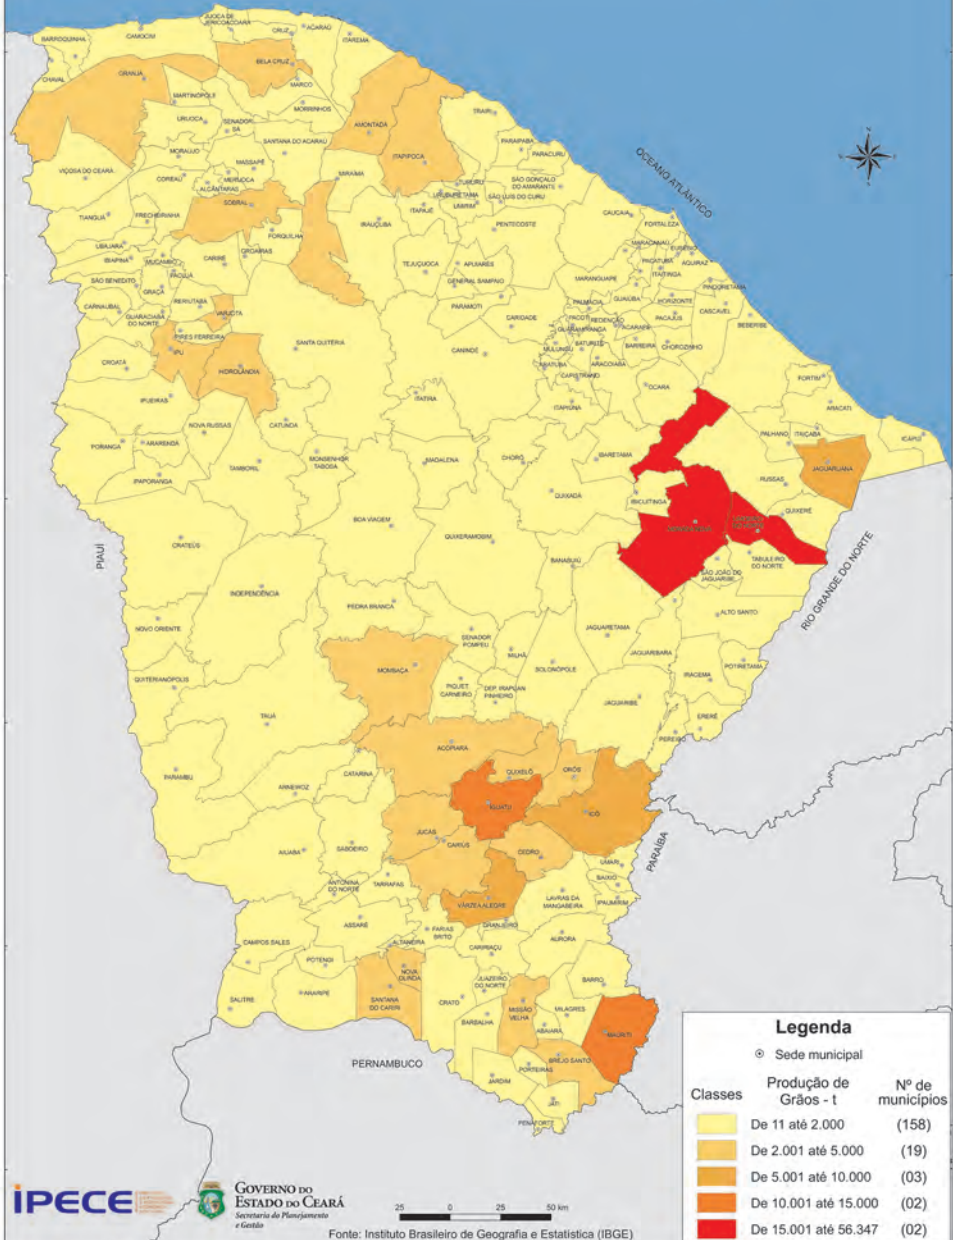 JIJOCA DE
JERICOACOARA
CRUZ
ACARAÚ
ITAREMA
BARROQUINHA
CAMOCIM
CHAVAL
GRANJA
BELA CRUZ
MARCO
MARTINÓPOLE
MORRINHOS
URUOCA
SENADOR
SÁ
AMONTADA
TRAIRI
MORAÚJO
SANTANA DO ACARAÚ
ITAPIPOCA
PARAIPABA
PARACURU
OCEANO ATLÂNTICO
VIÇOSA DO CEARÁ
COREAÚ
MASSAPÊ
MERUOCA
ALCÂNTARAS
MIRAÍMA
TURURU
URUBURETAMA
UMIRIM
SÃO GONÇALO
DO AMARANTE
SÃO LUIS DO CURU
TIANGUÁ
FRECHEIRINHA
SOBRAL
FORQUILHA
IRAUÇUBA
ITAPAJÉ
PENTECOSTE
CAUCAIA
FORTALEZA
UBAJARA
IBIAPINA
MUCAMBO
PACUJÁ
CARIRÉ
GROAÍRAS
TEJUÇUOCA
APUIARÉS
GENERAL SAMPAIO
MARACANAÚ
EUSÉBIO
PACATUBA
AQUIRAZ
ITAITINGA
MARANGUAPE
SÃO BENEDITO
GRAÇA
RERIUTABA
VARJOTA
PARAMOTI
CARIDADE
PALMÁCIA
GUAIÚBA
HORIZONTE
PINDORETAMA
CARNAUBAL
GUARACIABA
DO NORTE
PIRES FERREIRA
PACOTI
REDENÇÃO
GUARAMIRANGA
ACARAPE
PACAJUS
CASCAVEL
BEBERIBE
CROATÁ
IPU
HIDROLÂNDIA
SANTA QUITÉRIA
CANINDÉ
MULUNGU
BATURITÉ
BARREIRA
CHOROZINHO
ARATUBA
ARACOIABA
CAPISTRANO
OCARA
FORTIM
ARACATI
IPUEIRAS
NOVA RUSSAS
CATUNDA
ITATIRA
ITAPIÚNA
PALHANO
ITAIÇABA
ICAPUÍ
PORANGA
ARARENDÁ
IPAPORANGA
TAMBORIL
MONSENHOR
TABOSA
MADALENA
CHORÓ
IBARETAMA
JAGUARUANA
RUSSAS
QUIXADÁ
IBICUITINGA
QUIXERÉ
BOA VIAGEM
CRATEÚS
QUIXERAMOBIM
BANABUIÚ
TABULEIRO
DO NORTE
SÃO JOÃO DO
JAGUARIBE
PIAUÍ
RIO GRANDE DO NORTE
INDEPENDÊNCIA
PEDRA BRANCA
NOVO ORIENTE
JAGUARETAMA
ALTO SANTO
SENADOR
POMPEU
MILHÃ
MOMBAÇA
SOLONÓPOLE
JAGUARIBARA
POTIRETAMA
IRACEMA
QUITERIANÓPOLIS
PIQUET
CARNEIRO
DEP. IRAPUAN
PINHEIRO
JAGUARIBE
ERERÊ
TAUÁ
PEREIRO
ACOPIARA
PARAMBU
CATARINA
QUIXELÔ
ORÓS
ARNEIROZ
IGUATU
ICÓ
PARAÍBA
JUCÁS
CARIÚS
CEDRO
AIUABA
SABOEIRO
UMARI
BAIXIO
IPAUMIRIM
ANTONINA
DO NORTE
TARRAFAS
VÁRZEA ALEGRE
LAVRAS DA
MANGABEIRA
ASSARÉ
GRANJEIRO
FARIAS
BRITO
CAMPOS SALES
ALTANEIRA
CARIRIAÇU
AURORA
POTENGI
NOVA
OLINDA
SALITRE
ARARIPE
SANTANA
DO CARIRI
CRATO
JUAZEIRO
DO NORTE
BARRO
BARBALHA
MISSÃO
VELHA
MILAGRES
ABAIARA
MAURITI
PERNAMBUCO
BREJO SANTO
PORTEIRAS
JARDIM
JATI
PENAFORTE
Legenda
Sede municipal
Classes
Produção de
Grãos - t
Nº de
municípios
De 11 até 2.000 (158)
De 2.001 até 5.000 (19)
De 5.001 até 10.000 (03)
De 10.001 até 15.000 (02)
De 15.001 até 56.347 (02)
iPECE
GOVERNO DO
ESTADO DO CEARÁ
Secretaria do Planejamento
e Gestão
25 0 25 50 km
Fonte: Instituto Brasileiro de Geografia e Estatística (IBGE)